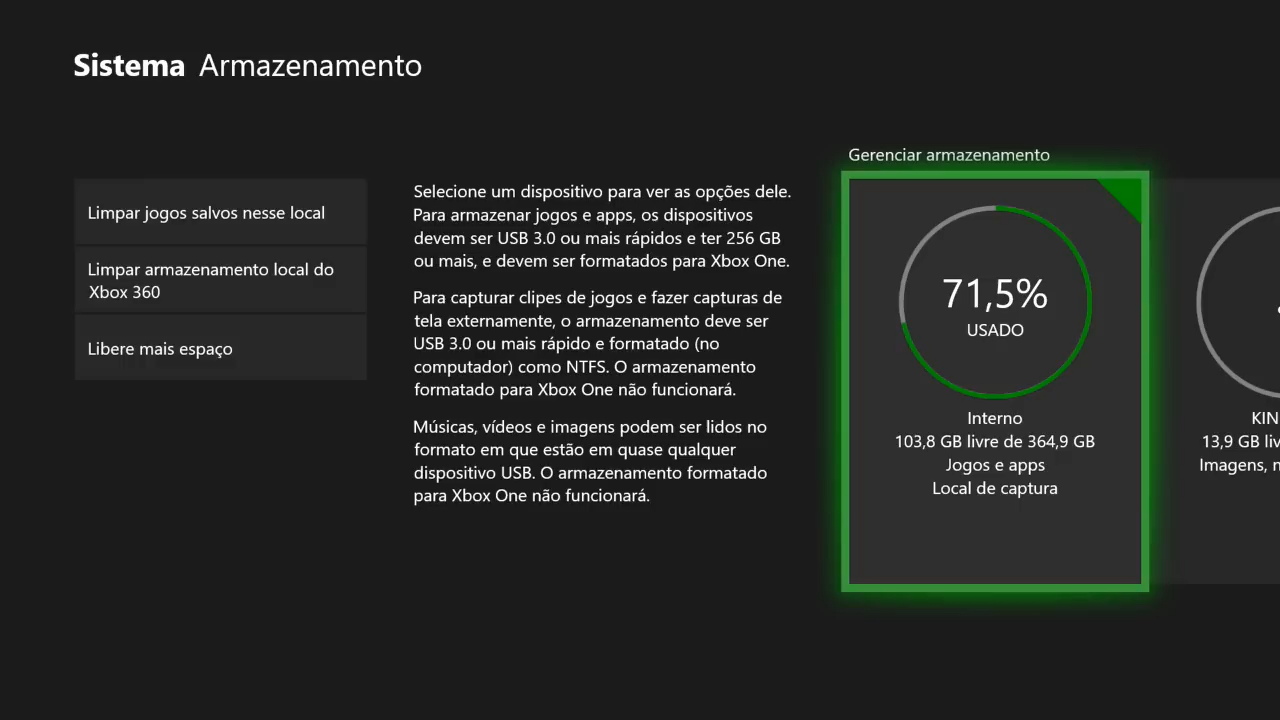 Sistema Armazenamento
Limpar jogos salvos nesse local
Limpar armazenamento local do
Xbox 360
Libere mais espaço
Selecione um dispositivo para ver as opções dele.
Para armazenar jogos e apps, os dispositivos
devem ser USB 3.0 ou mais rápidos e ter 256 GB
ou mais, e devem ser formatados para Xbox One.
Para capturar clipes de jogos e fazer capturas de
tela externamente, o armazenamento deve ser
USB 3.0 ou mais rápido e formatado (no
computador) como NTFS. O armazenamento
formatado para Xbox One não funcionará.
Músicas, vídeos e imagens podem ser lidos no
formato em que estão em quase qualquer
dispositivo USB. O armazenamento formatado
para Xbox One não funcionará.
Gerenciar armazenamento
71,5%
USADO
Interno
103,8 GB livre de 364,9 GB
Jogos e apps
Local de captura
KIN
13,9 GB liv
Imagens,